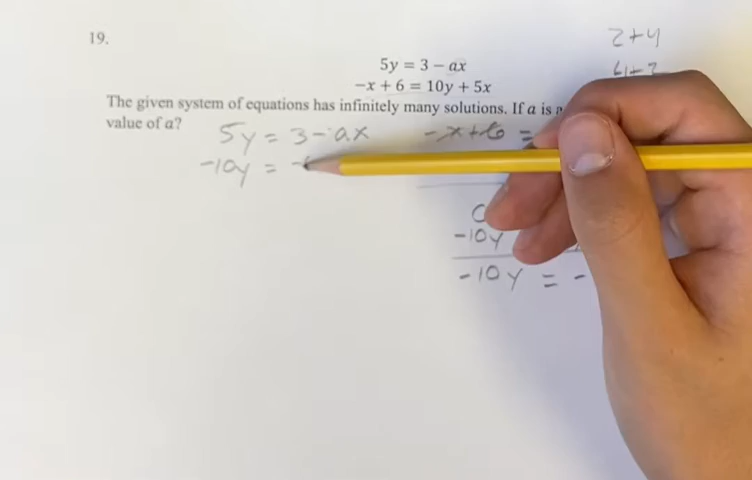 19.
5y = 3 – ax
–x + 6 = 10y + 5x
The given system of equations has infinitely many solutions. If a is
value of a?
2+4
5y = 3-ax
-x+6 =
-10y = -
-10y
-10y = -